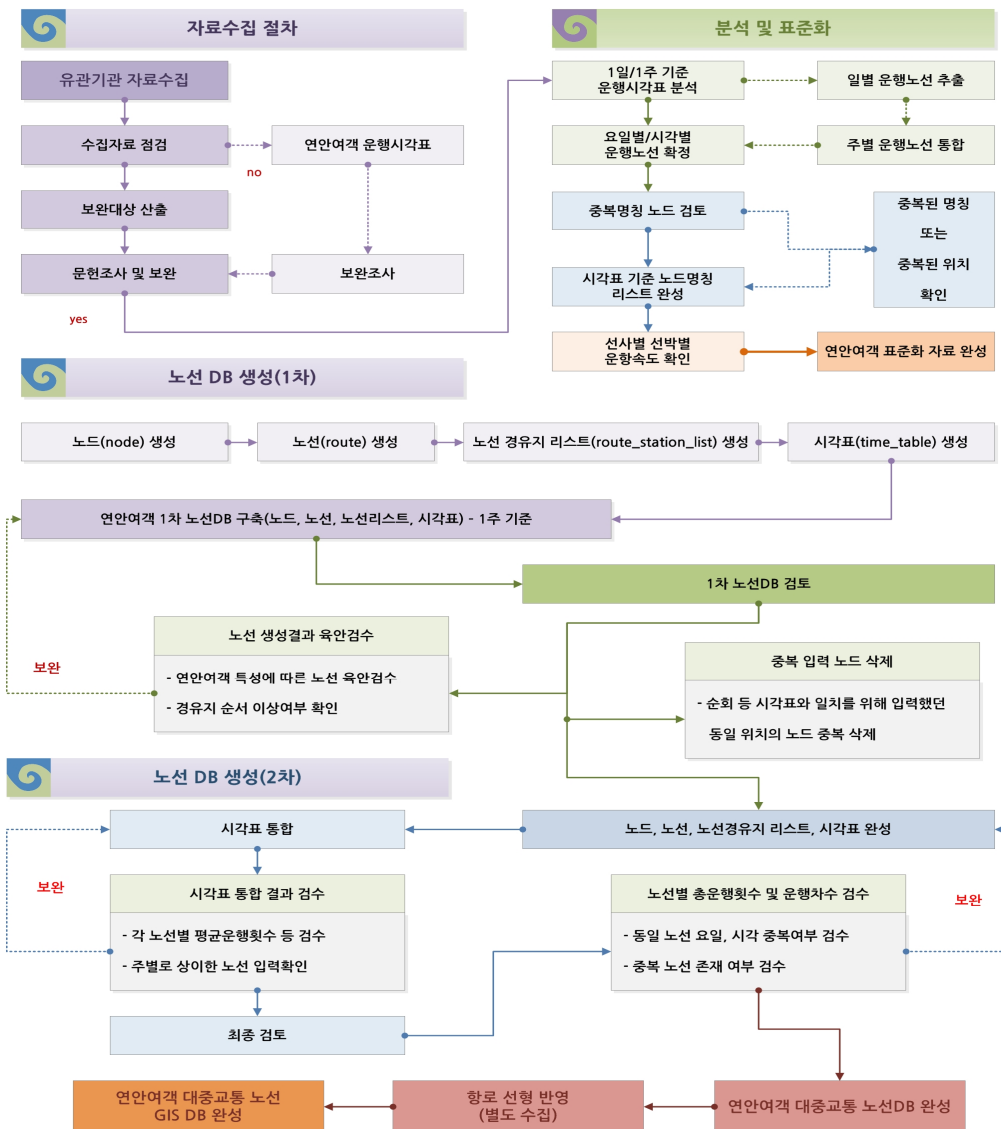 자료수집 절차
유관기관 자료수집
수집자료 점검
no
연안여객 운행시각표
보완대상 산출
문헌조사 및 보완
보완조사
yes
분석 및 표준화
1일/1주 기준
운행시각표 분석
일별 운행노선 추출
요일별/시각별
운행노선 확정
주별 운행노선 통합
중복명칭 노드 검토
중복된 명칭
또는
중복된 위치
확인
시각표 기준 노드명칭
리스트 완성
선사별 선박별
운항속도 확인
연안여객 표준화 자료 완성
노선 DB 생성(1차)
노드(node) 생성
노선(route) 생성
노선 경유지 리스트(route_station_list) 생성
시각표(time_table) 생성
연안여객 1차 노선DB 구축(노드, 노선, 노선리스트, 시각표) - 1주 기준
1차 노선DB 검토
노선 생성결과 육안검수
- 연안여객 특성에 따른 노선 육안검수
- 경유지 순서 이상여부 확인
보완
중복 입력 노드 삭제
- 순회 등 시각표와 일치를 위해 입력했던
동일 위치의 노드 중복 삭제
노선 DB 생성(2차)
시각표 통합
노드, 노선, 노선경유지 리스트, 시각표 완성
보완
시각표 통합 결과 검수
- 각 노선별 평균운행횟수 등 검수
- 주별로 상이한 노선 입력확인
노선별 총운행횟수 및 운행차수 검수
- 동일 노선 요일, 시각 중복여부 검수
- 중복 노선 존재 여부 검수
보완
최종 검토
연안여객 대중교통 노선
GIS DB 완성
항로 선형 반영
(별도 수집)
연안여객 대중교통 노선DB 완성